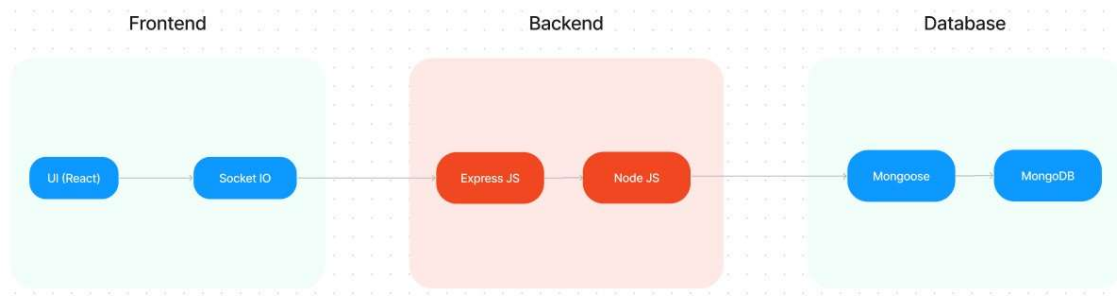 Frontend
Backend
Database
UI (React)
Socket IO
Express JS
Node JS
Mongoose
MongoDB